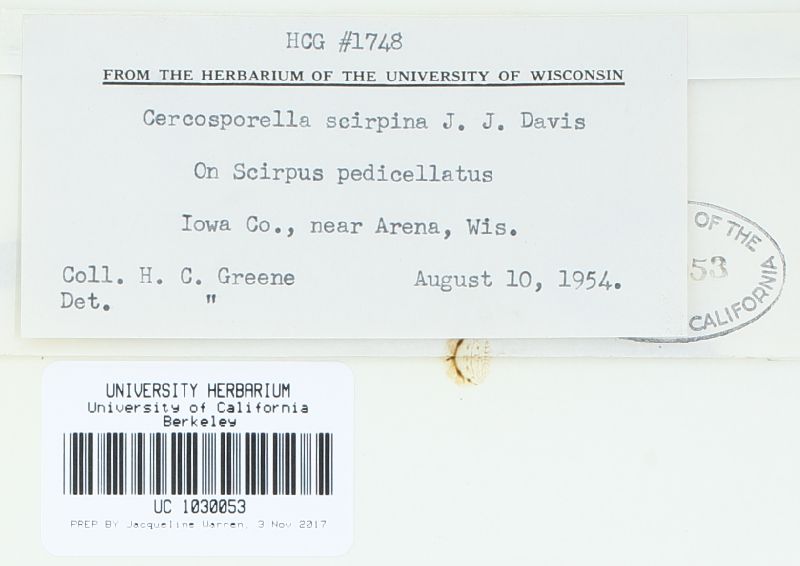 HCG #1748
FROM THE HERBARIUM OF THE UNIVERSITY OF WISCONSIN
Cercosporella scirpina J. J. Davis
On Scirpus pedicellatus
Iowa Co., near Arena, Wis.
Coll. H. C. Greene August 10, 1954.
Det. "
OF THE
53
CALIFORNIA
UNIVERSITY HERBARIUM
University of California
Berkeley
UC 1030053
PREP BY Jacqueline Warren, 3 Nov 2017